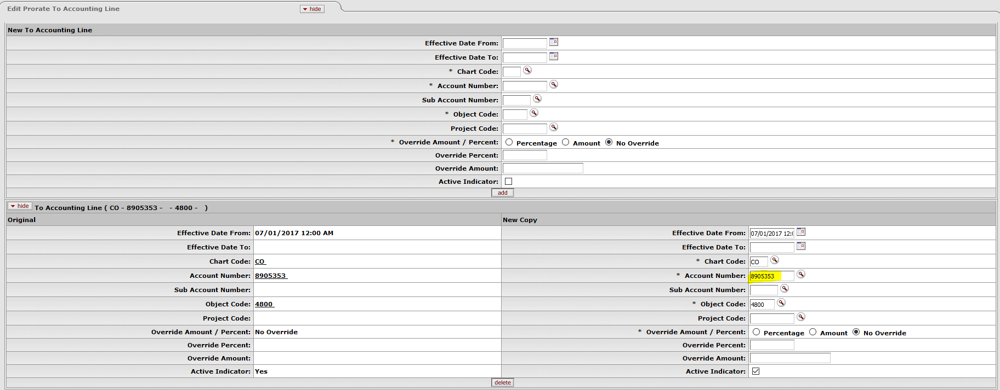 Edit Prorate To Accounting Line hide
New To Accounting Line
Effective Date From:
Effective Date To:
* Chart Code:
* Account Number:
Sub Account Number:
* Object Code:
Project Code:
* Override Amount / Percent: Percentage Amount No Override
Override Percent:
Override Amount:
Active Indicator:
add
hide To Accounting Line ( CO - 8905353 - - 4800 - )
Original New Copy
Effective Date From: 07/01/2017 12:00 AM Effective Date From: 07/01/2017 12:0
Effective Date To: Effective Date To:
Chart Code: CO * Chart Code: CO
Account Number: 8905353 * Account Number: 8905353
Sub Account Number: Sub Account Number:
Object Code: 4800 * Object Code: 4800
Project Code: Project Code:
Override Amount / Percent: No Override * Override Amount / Percent: Percentage Amount No Override
Override Percent: Override Percent:
Override Amount: Override Amount:
Active Indicator: Yes Active Indicator:
delete